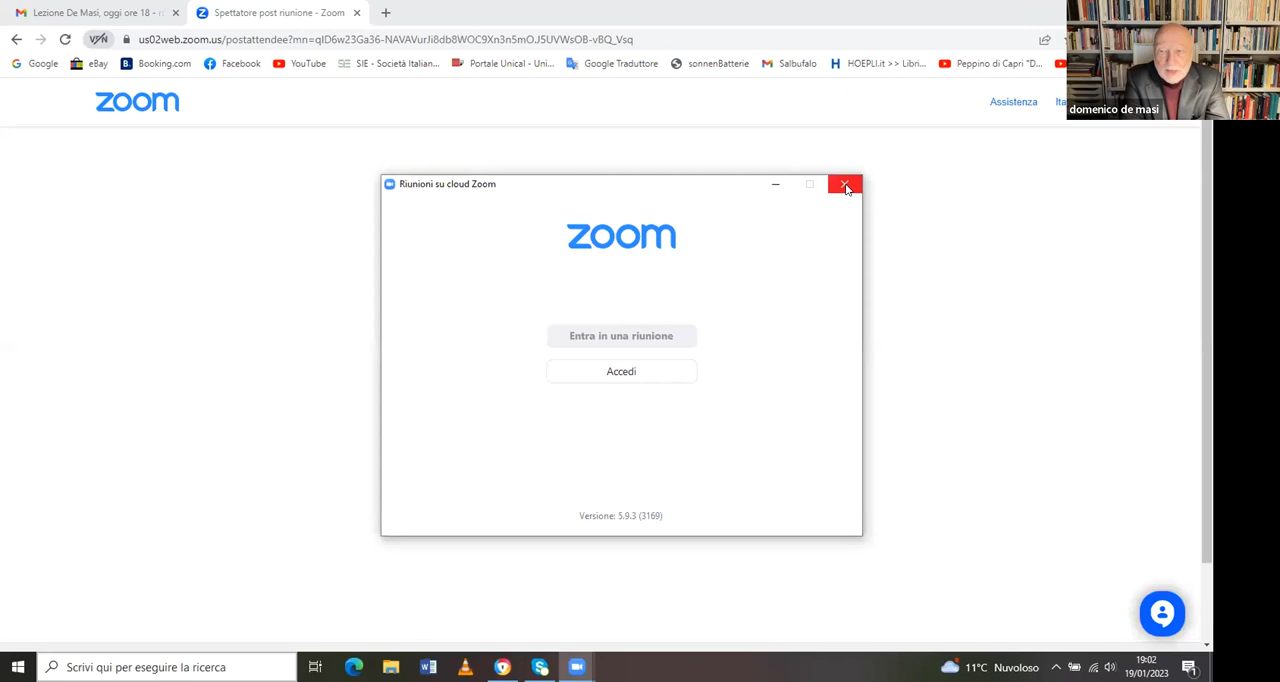 Lezione De Masi, oggi ore 18 - r
Spettatore post riunione - Zoom
us02web.zoom.us/postattendee?mn=qID6w23Ga36-NAVAVurJi8db8WOC9Xn3n5mOJ5UVWsOB-vBQ_Vsq
Google
eBay
Booking.com
Facebook
YouTube
SIE - Società Italian...
Portale Unical - Uni...
Google Traduttore
sonnenBatterie
Salbufalo
HOEPLI.it >> Libri...
Peppino di Capri "D...
domenico de masi
zoom
Assistenza
Ita
Riunioni su cloud Zoom
zoom
Entra in una riunione
Accedi
Versione: 5.9.3 (3169)
Scrivi qui per eseguire la ricerca
11°C Nuvoloso
19:02
19/01/2023
1